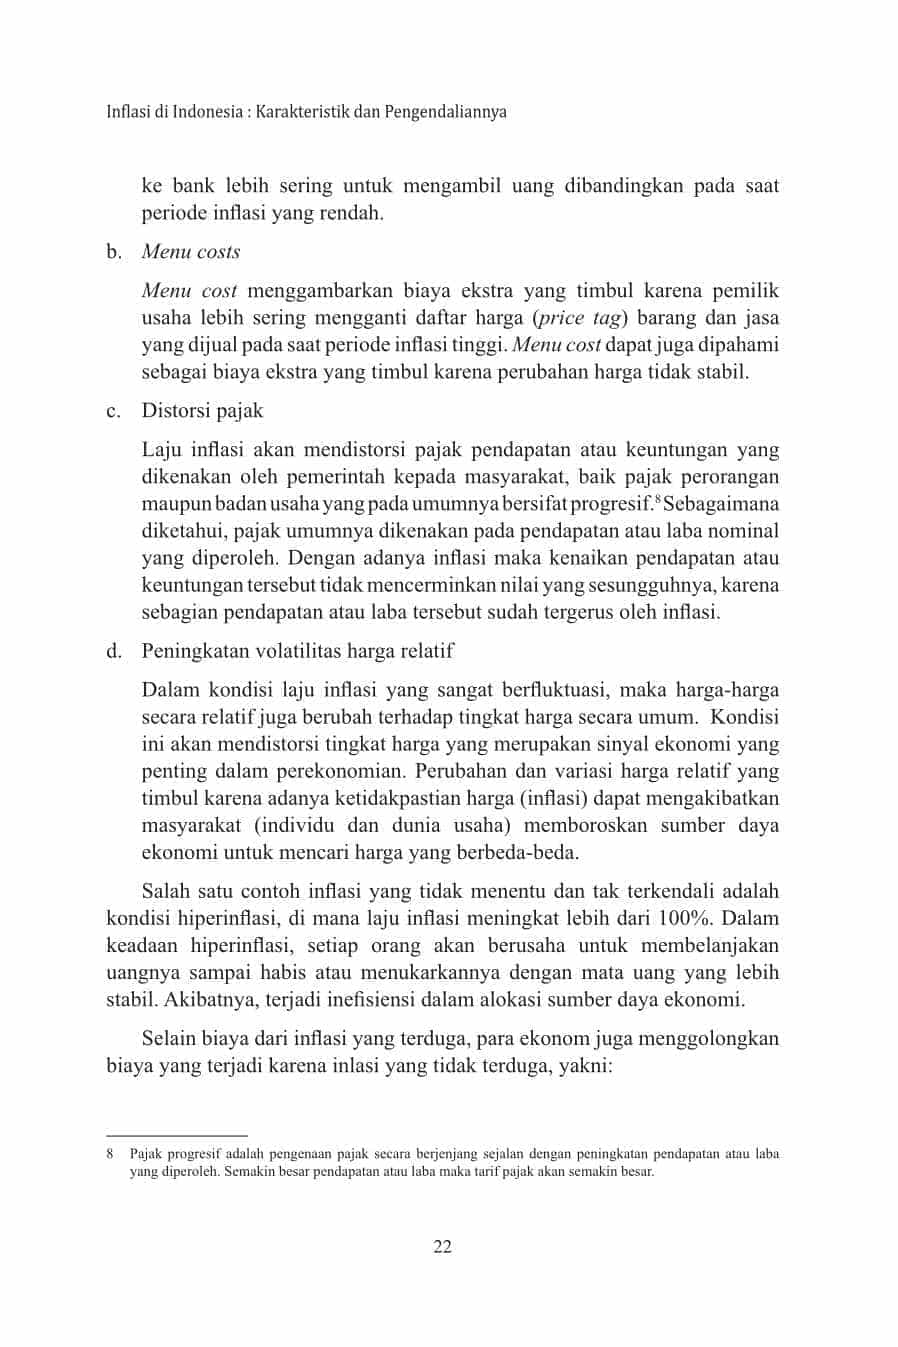 Inflasi di Indonesia : Karakteristik dan Pengendaliannya
ke bank lebih sering untuk mengambil uang dibandingkan pada saat
periode inflasi yang rendah.
b. Menu costs
Menu cost menggambarkan biaya ekstra yang timbul karena pemilik
usaha lebih sering mengganti daftar harga (price tag) barang dan jasa
yang dijual pada saat periode inflasi tinggi. Menu cost dapat juga dipahami
sebagai biaya ekstra yang timbul karena perubahan harga tidak stabil.
c. Distorsi pajak
Laju inflasi akan mendistorsi pajak pendapatan atau keuntungan yang
dikenakan oleh pemerintah kepada masyarakat, baik pajak perorangan
maupun badan usaha yang pada umumnya bersifat progresif.8 Sebagaimana
diketahui, pajak umumnya dikenakan pada pendapatan atau laba nominal
yang diperoleh. Dengan adanya inflasi maka kenaikan pendapatan atau
keuntungan tersebut tidak mencerminkan nilai yang sesungguhnya, karena
sebagian pendapatan atau laba tersebut sudah tergerus oleh inflasi.
d. Peningkatan volatilitas harga relatif
Dalam kondisi laju inflasi yang sangat berfluktuasi, maka harga-harga
secara relatif juga berubah terhadap tingkat harga secara umum. Kondisi
ini akan mendistorsi tingkat harga yang merupakan sinyal ekonomi yang
penting dalam perekonomian. Perubahan dan variasi harga relatif yang
timbul karena adanya ketidakpastian harga (inflasi) dapat mengakibatkan
masyarakat (individu dan dunia usaha) memboroskan sumber daya
ekonomi untuk mencari harga yang berbeda-beda.
Salah satu contoh inflasi yang tidak menentu dan tak terkendali adalah
kondisi hiperinflasi, di mana laju inflasi meningkat lebih dari 100%. Dalam
keadaan hiperinflasi, setiap orang akan berusaha untuk membelanjakan
uangnya sampai habis atau menukarkannya dengan mata uang yang lebih
stabil. Akibatnya, terjadi inefisiensi dalam alokasi sumber daya ekonomi.
Selain biaya dari inflasi yang terduga, para ekonom juga menggolongkan
biaya yang terjadi karena inlasi yang tidak terduga, yakni:
8 Pajak progresif adalah pengenaan pajak secara berjenjang sejalan dengan peningkatan pendapatan atau laba
yang diperoleh. Semakin besar pendapatan atau laba maka tarif pajak akan semakin besar.
22